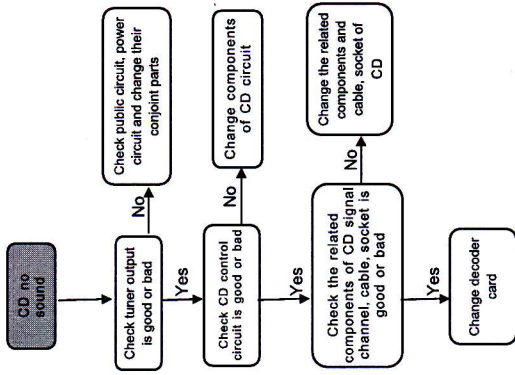 CD no
sound
Check tuner output
is good or bad
No
Check public circuit, power
circuit and change their
conjoint parts
Yes
Check CD control
circuit is good or bad
No
Change components
of CD circuit
Yes
Check the related
components of CD signal
channel, cable, socket is
good or bad
No
Change the related
components and
cable, socket of
CD
Yes
Change decoder
card